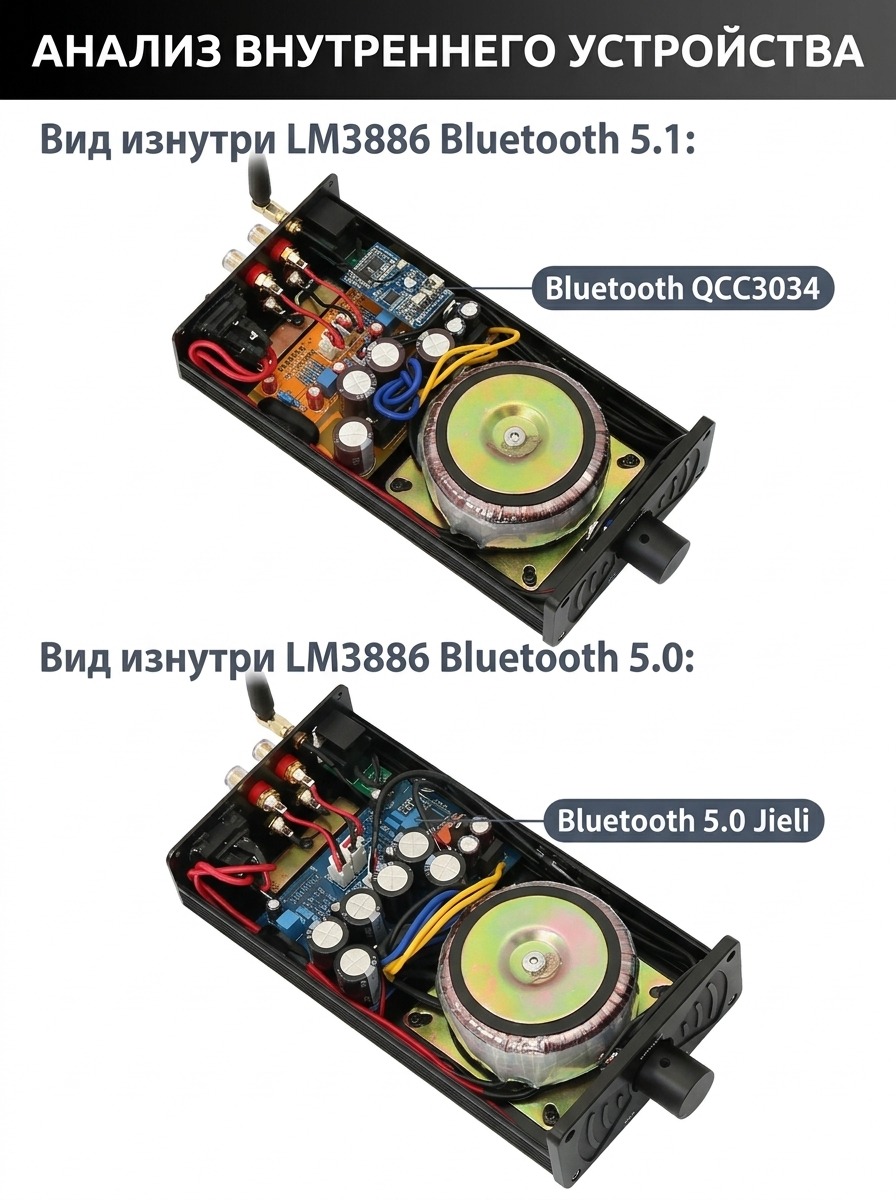 АНАЛИЗ ВНУТРЕННЕГО УСТРОЙСТВА
Вид изнутри LM3886 Bluetooth 5.1:
Bluetooth QCC3034
Вид изнутри LM3886 Bluetooth 5.0:
Bluetooth 5.0 Jieli